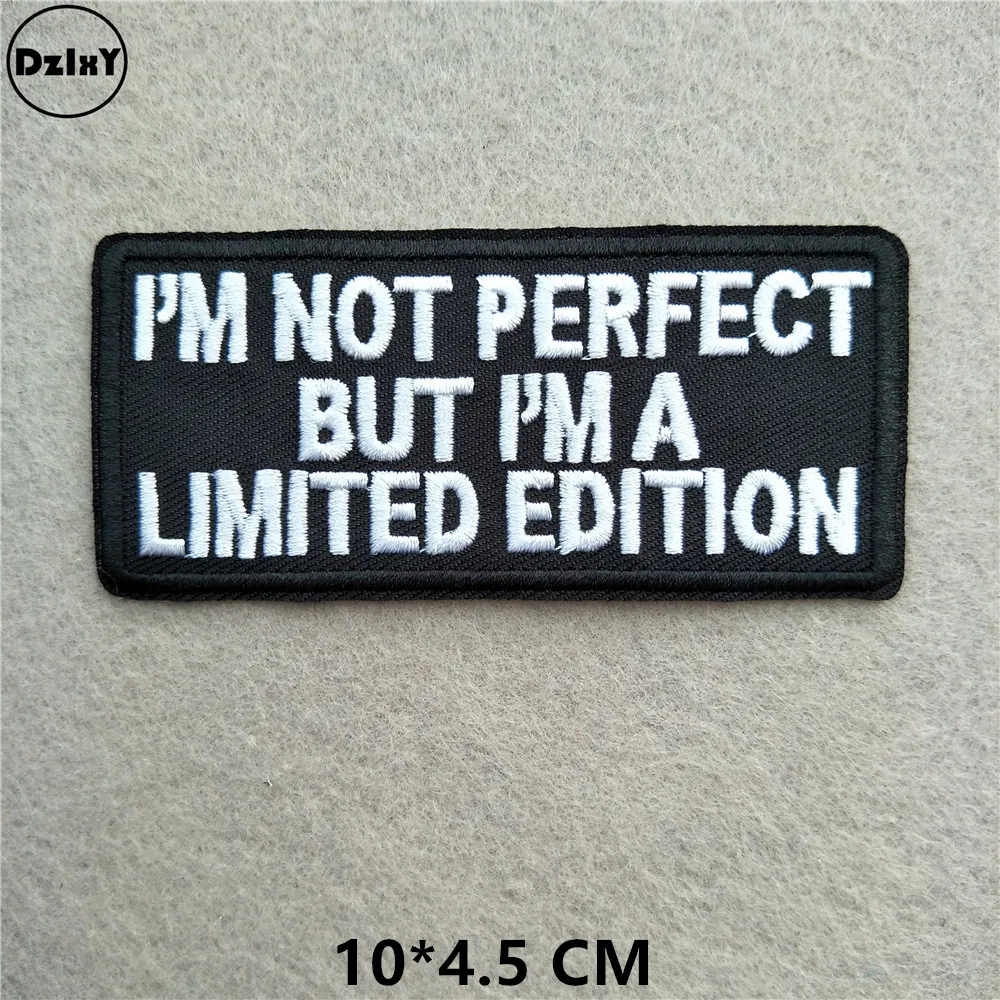 DzIxY
I'M NOT PERFECT
BUT I'M A
LIMITED EDITION
10*4.5 CM